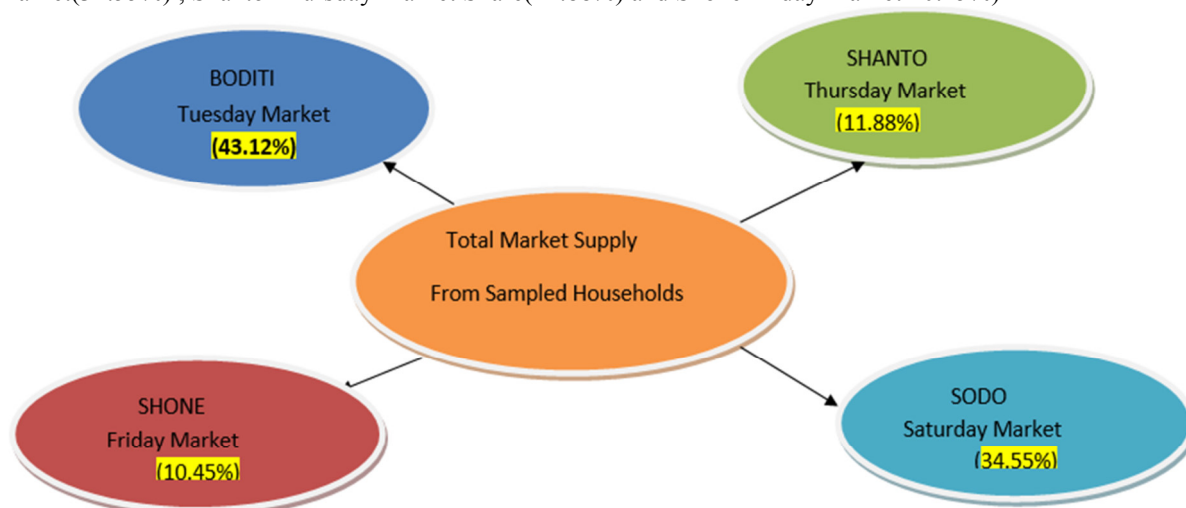 BODITI
Tuesday Market
(43.12%)
SHANTO
Thursday Market
(11.88%)
Total Market Supply
From Sampled Households
SHONE
Friday Market
(10.45%)
SODO
Saturday Market
(34.55%)